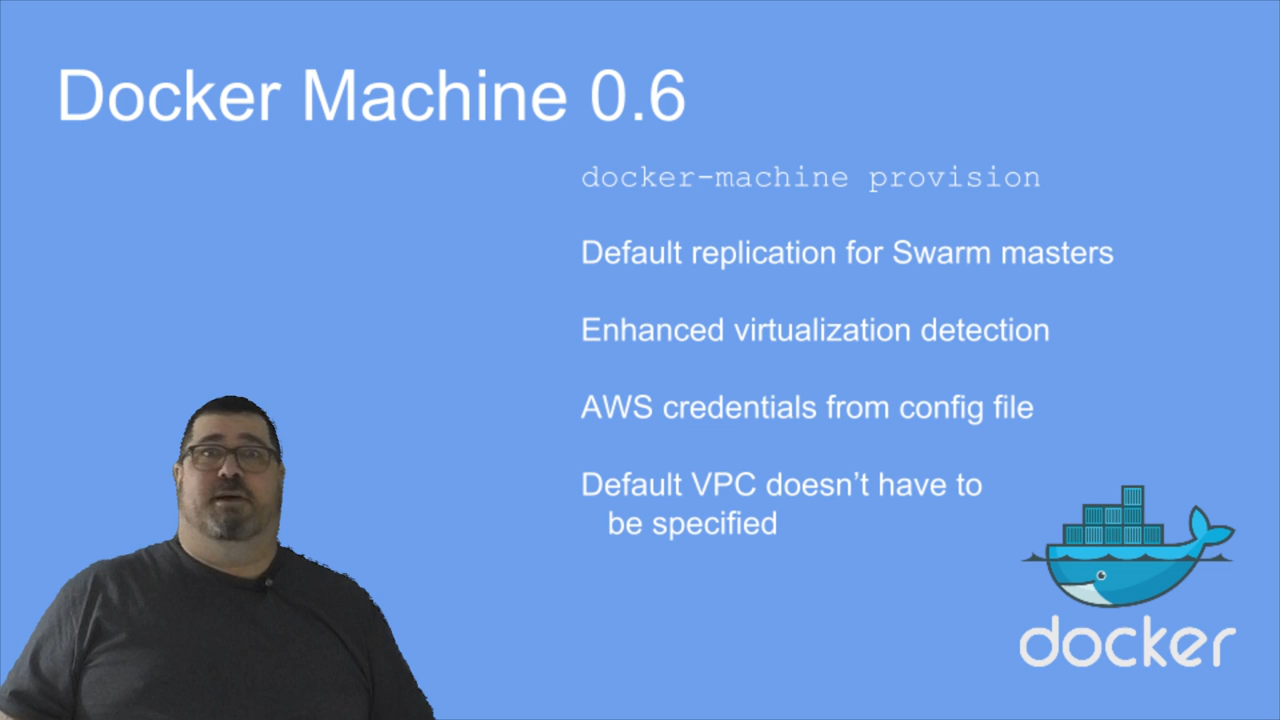 Docker Machine 0.6
docker-machine provision
Default replication for Swarm masters
Enhanced virtualization detection
AWS credentials from config file
Default VPC doesn’t have to
be specified
docker